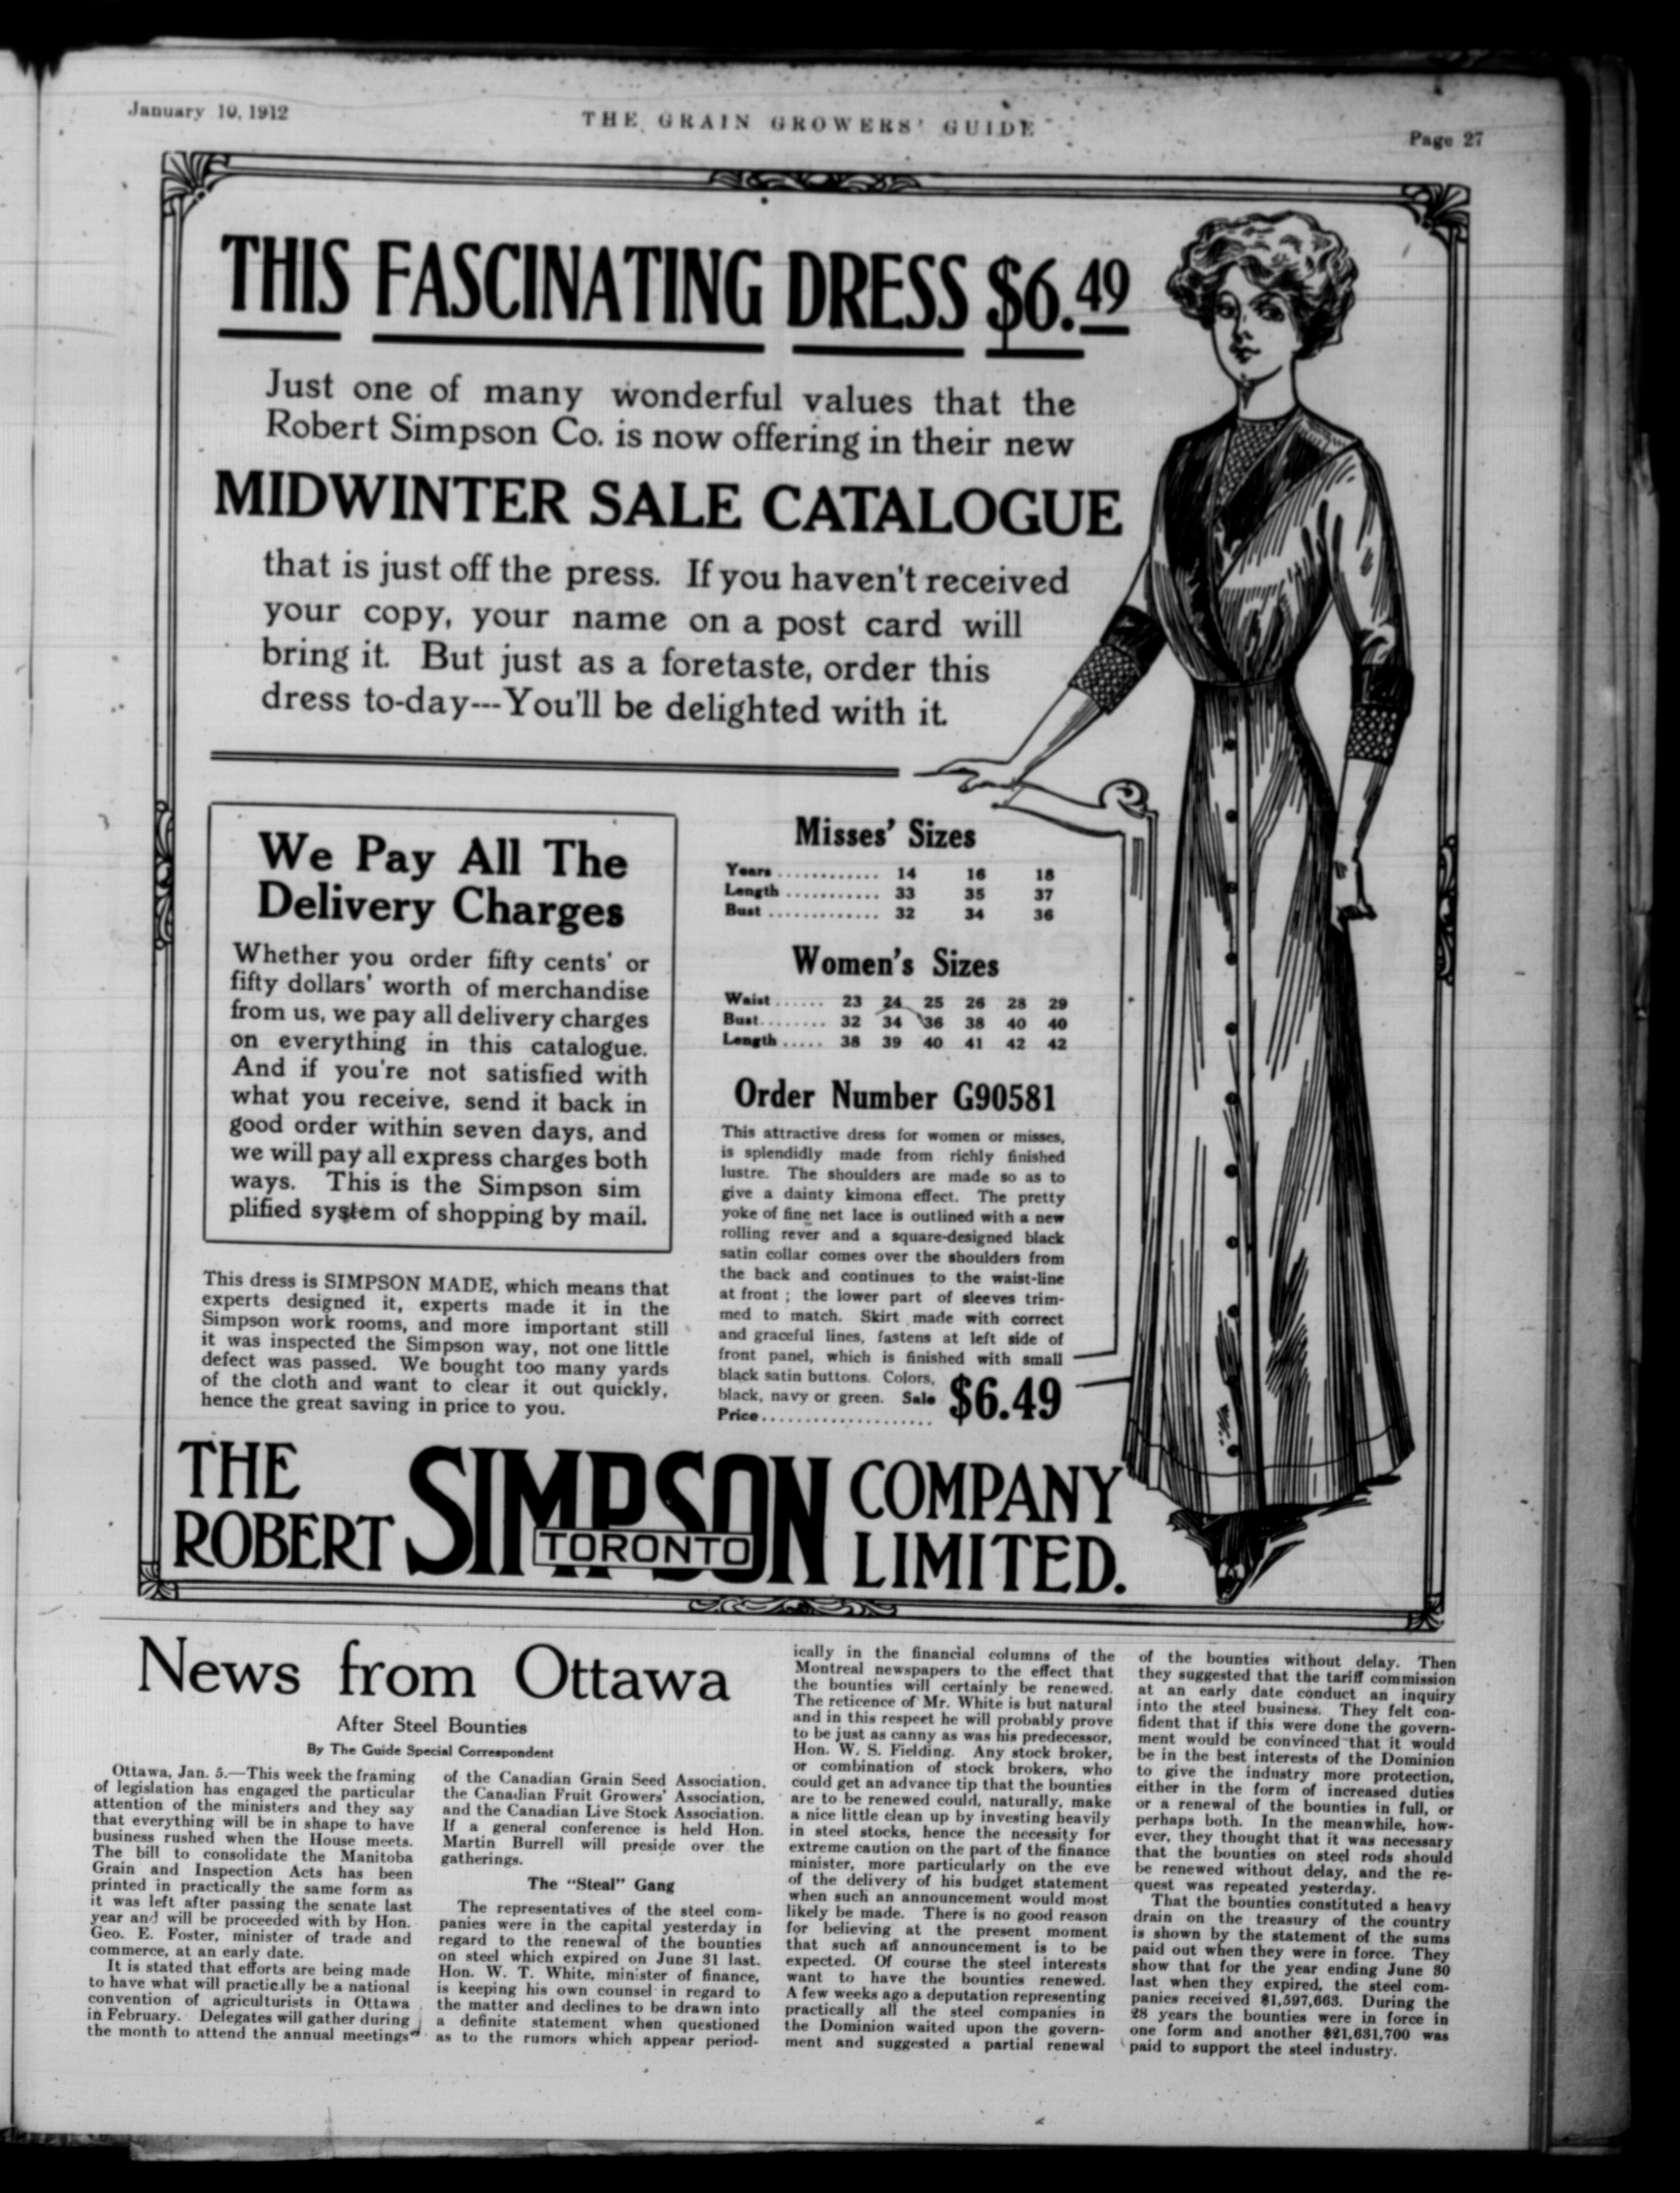 January 10, 1912
THE GRAIN GROWERS' GUIDE
Page 27
THIS FASCINATING DRESS $6.49
Just one of many wonderful values that the
Robert Simpson Co. is now offering in their new
MIDWINTER SALE CATALOGUE
that is just off the press. If you haven't received
your copy, your name on a post card will
bring it. But just as a foretaste, order this
dress to-day---You'll be delighted with it.
We Pay All The
Delivery Charges
Whether you order fifty cents' or
fifty dollars' worth of merchandise
from us, we pay all delivery charges
on everything in this catalogue.
And if you're not satisfied with
what you receive, send it back in
good order within seven days, and
we will pay all express charges both
ways. This is the Simpson sim
plified system of shopping by mail.
This dress is SIMPSON MADE, which means that
experts designed it, experts made it in the
Simpson work rooms, and more important still
it was inspected the Simpson way, not one little
defect was passed. We bought too many yards
of the cloth and want to clear it out quickly,
hence the great saving in price to you.
Misses' Sizes
Years ............ 14 16 18
Length ........... 33 35 37
Bust ............. 32 34 36
Women's Sizes
Waist...... 23 24 25 26 28 29
Bust........ 32 34 36 38 40 40
Length ..... 38 39 40 41 42 42
Order Number G90581
This attractive dress for women or misses,
is splendidly made from richly finished
lustre. The shoulders are made so as to
give a dainty kimona effect. The pretty
yoke of fine net lace is outlined with a new
rolling rever and a square-designed black
satin collar comes over the shoulders from
the back and continues to the waist-line
at front ; the lower part of sleeves trim-
med to match. Skirt made with correct
and graceful lines, fastens at left side of
front panel, which is finished with small
black satin buttons. Colors,
black, navy or green. Sale
Price.................... $6.49
THE
ROBERT SIMPSON COMPANY
TORONTO
LIMITED.
News from Ottawa
After Steel Bounties
By The Guide Special Correspondent
Ottawa, Jan. 5.—This week the framing
of legislation has engaged the particular
attention of the ministers and they say
that everything will be in shape to have
business rushed when the House meets.
The bill to consolidate the Manitoba
Grain and Inspection Acts has been
printed in practically the same form as
it was left after passing the senate last
year and will be proceeded with by Hon.
Geo. E. Foster, minister of trade and
commerce, at an early date.
It is stated that efforts are being made
to have what will practically be a national
convention of agriculturists in Ottawa
in February. Delegates will gather during
the month to attend the annual meetings
of the Canadian Grain Seed Association,
the Canadian Fruit Growers' Association,
and the Canadian Live Stock Association.
If a general conference is held Hon.
Martin Burrell will preside over the
gatherings.
The "Steal" Gang
The representatives of the steel com-
panies were in the capital yesterday in
regard to the renewal of the bounties
on steel which expired on June 31 last.
Hon. W. T. White, minister of finance,
is keeping his own counsel in regard to
the matter and declines to be drawn into
a definite statement when questioned
as to the rumors which appear period-
ically in the financial columns of the
Montreal newspapers to the effect that
the bounties will certainly be renewed.
The reticence of Mr. White is but natural
and in this respect he will probably prove
to be just as canny as was his predecessor,
Hon. W. S. Fielding. Any stock broker,
or combination of stock brokers, who
could get an advance tip that the bounties
are to be renewed could, naturally, make
a nice little clean up by investing heavily
in steel stocks, hence the necessity for
extreme caution on the part of the finance
minister, more particularly on the eve
of the delivery of his budget statement
when such an announcement would most
likely be made. There is no good reason
for believing at the present moment
that such an announcement is to be
expected. Of course the steel interests
want to have the bounties renewed.
A few weeks ago a deputation representing
practically all the steel companies in
the Dominion waited upon the govern-
ment and suggested a partial renewal
of the bounties without delay. Then
they suggested that the tariff commission
at an early date conduct an inquiry
into the steel business. They felt con-
fident that if this were done the govern-
ment would be convinced that it would
be in the best interests of the Dominion
to give the industry more protection,
either in the form of increased duties
or a renewal of the bounties in full, or
perhaps both. In the meanwhile, how-
ever, they thought that it was necessary
that the bounties on steel rods should
be renewed without delay, and the re-
quest was repeated yesterday.
That the bounties constituted a heavy
drain on the treasury of the country
is shown by the statement of the sums
paid out when they were in force. They
show that for the year ending June 30
last when they expired, the steel com-
panies received $1,597,663. During the
28 years the bounties were in force in
one form and another $21,631,700 was
paid to support the steel industry.